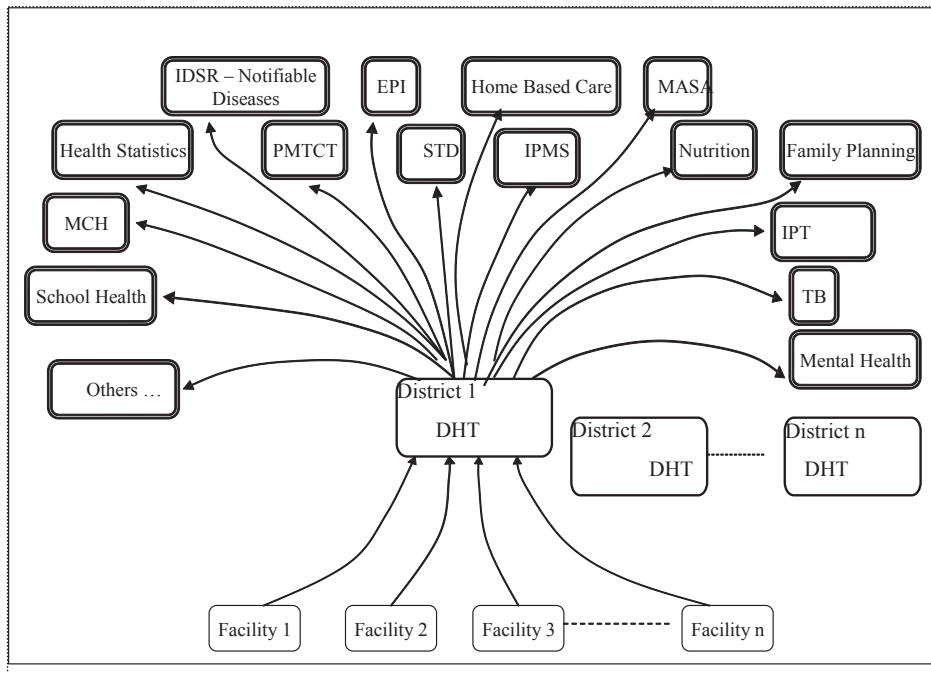 IDSR – Notifiable
Diseases
EPI
Home Based Care
MASA
Health Statistics
PMTCT
STD
IPMS
Nutrition
Family Planning
MCH
IPT
School Health
TB
Mental Health
Others …
District 1
DHT
District 2
DHT
District n
DHT
Facility 1
Facility 2
Facility 3
Facility n